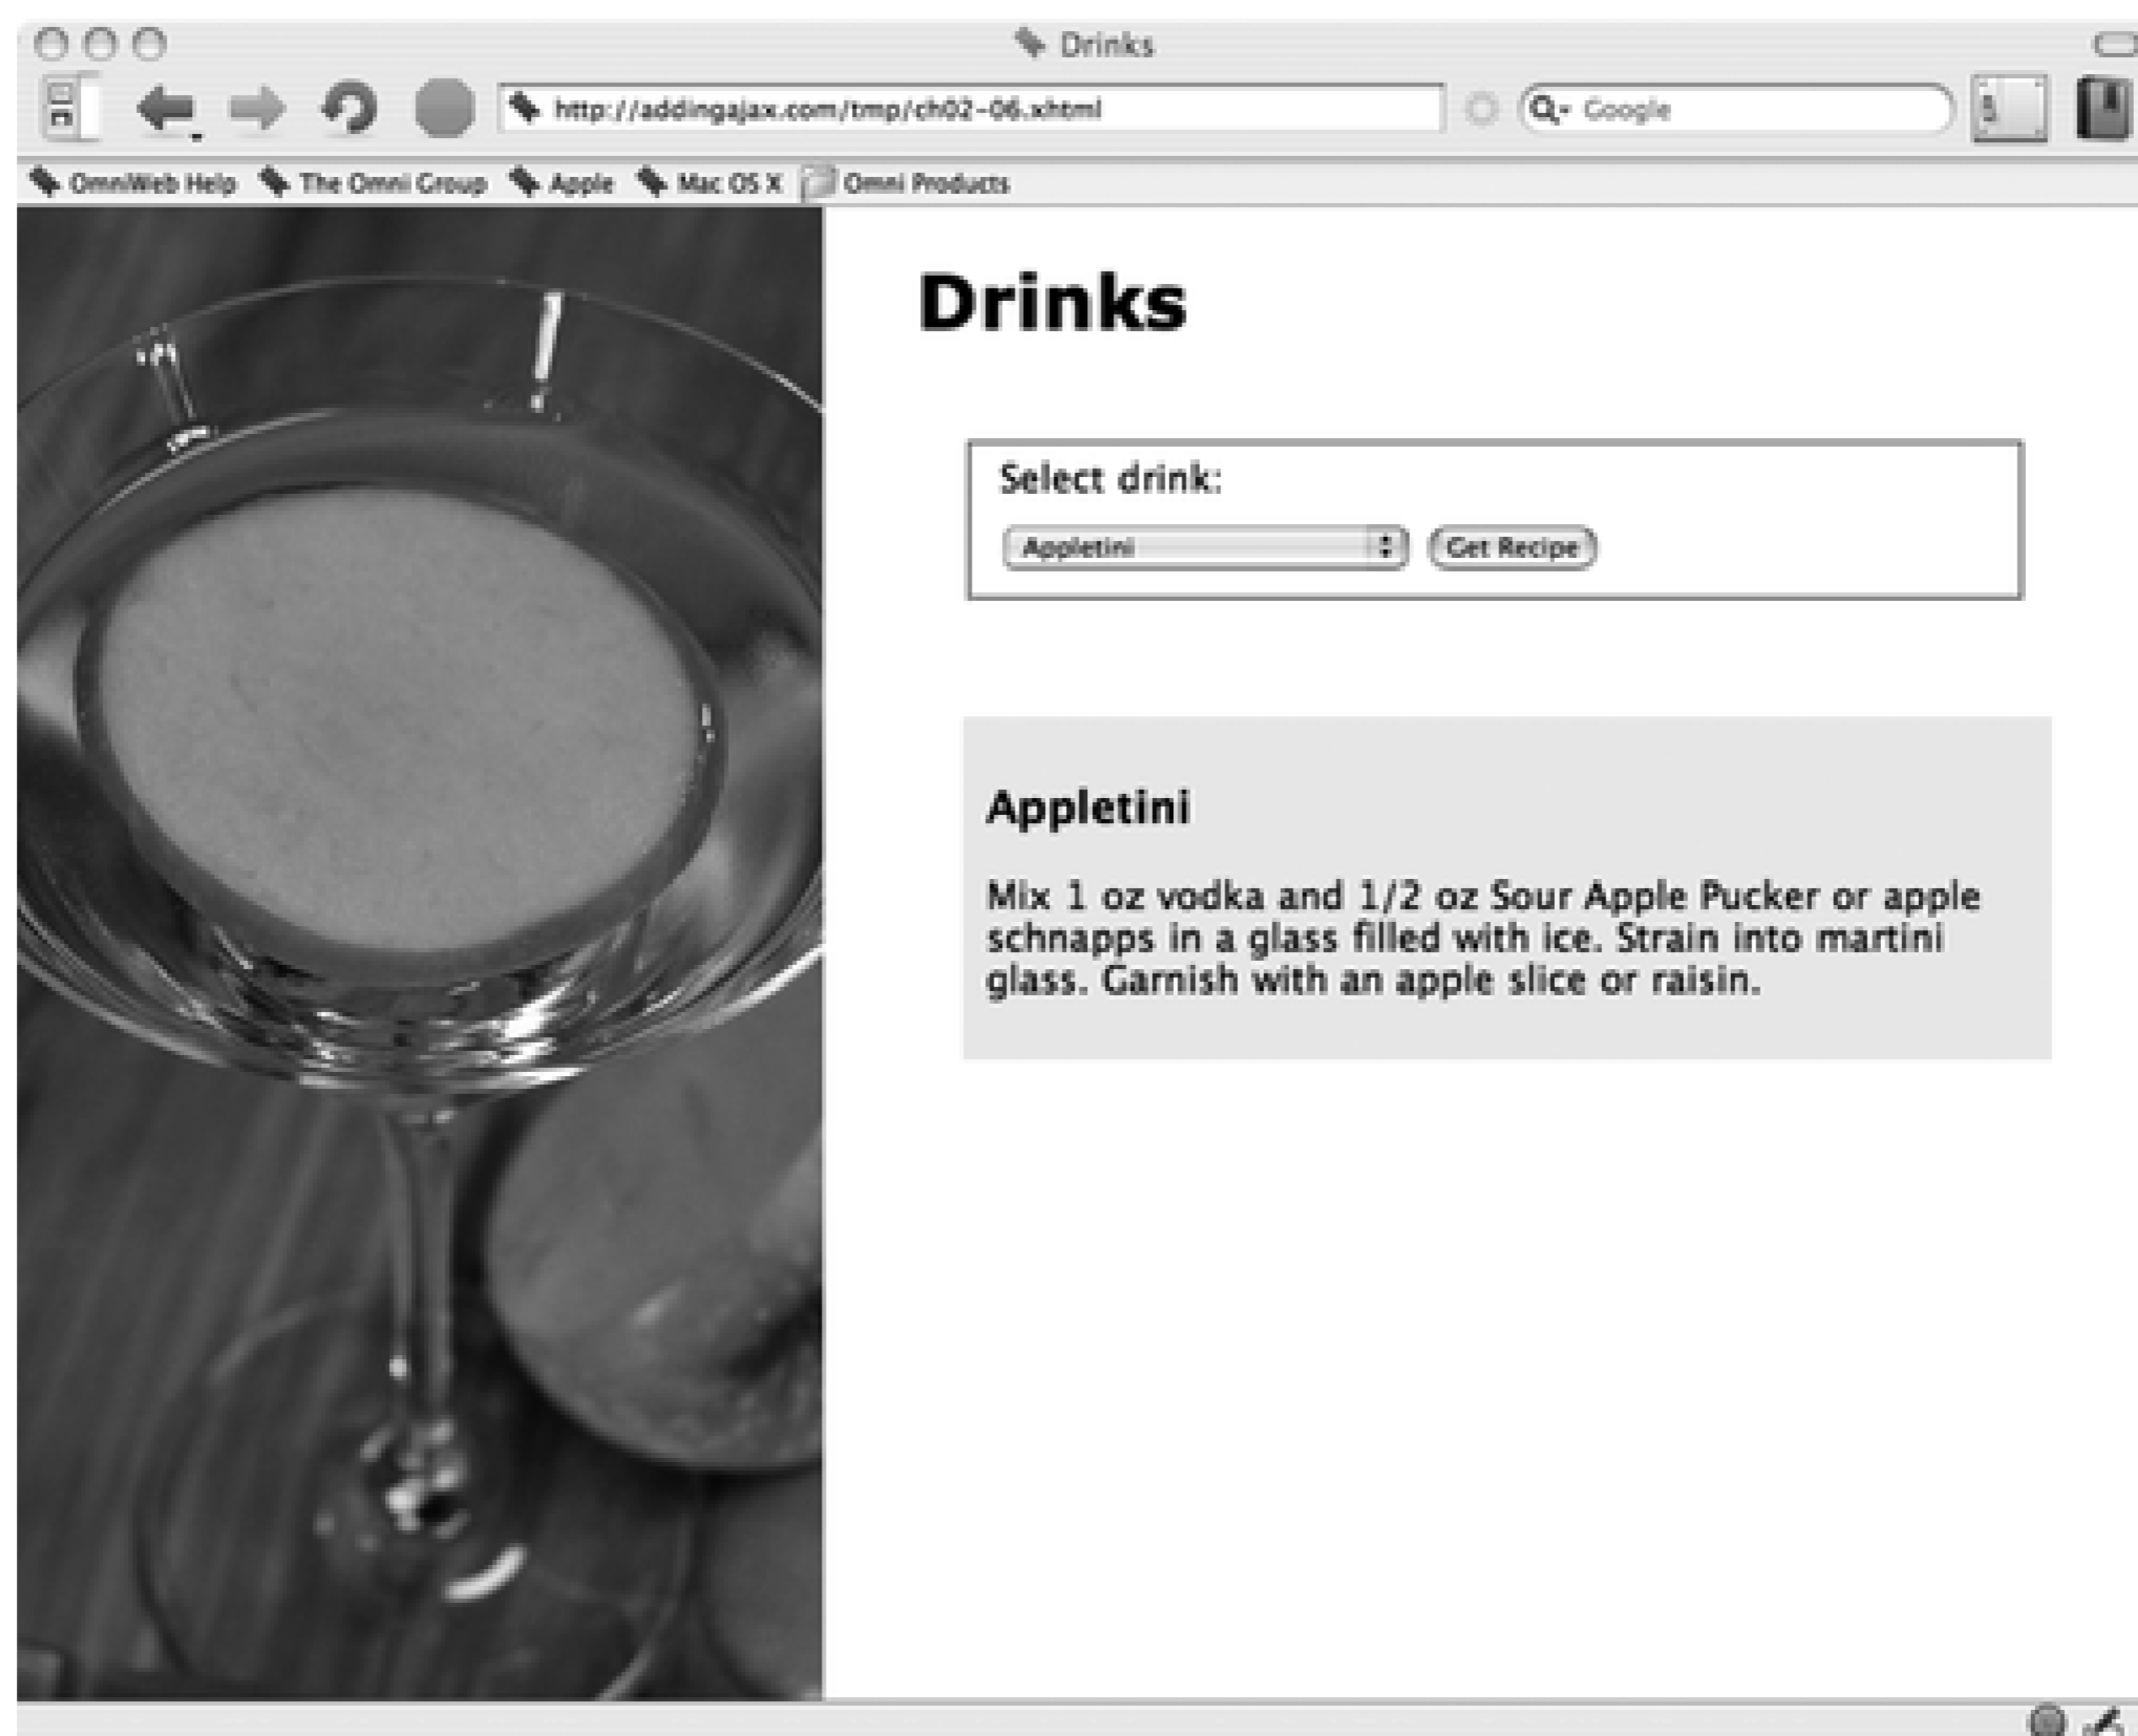 Drinks
http://addingajax.com/tmp/ch02-06.xhtml
Google
OmniWeb Help The Omni Group Apple Mac OS X Omni Products
Drinks
Select drink:
Appletini Get Recipe
Appletini
Mix 1 oz vodka and 1/2 oz Sour Apple Pucker or apple
schnapps in a glass filled with ice. Strain into martini
glass. Garnish with an apple slice or raisin.